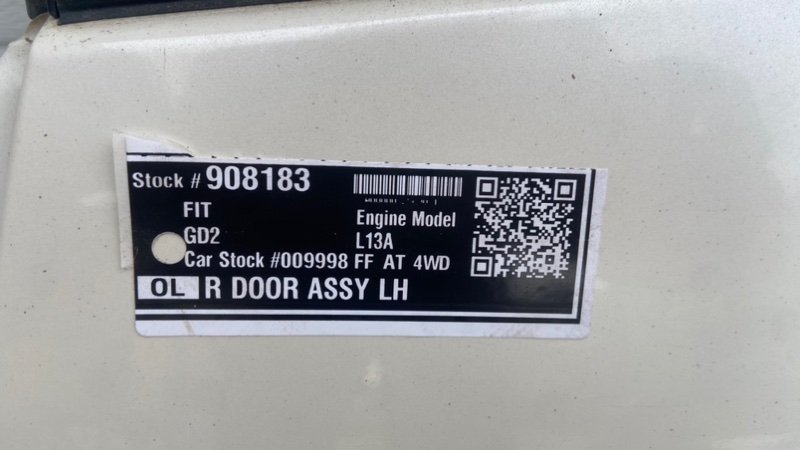 Stock # 908183
FIT
GD2
Engine Model
L13A
Car Stock #009998 FF AT 4WD
OL R DOOR ASSY LH